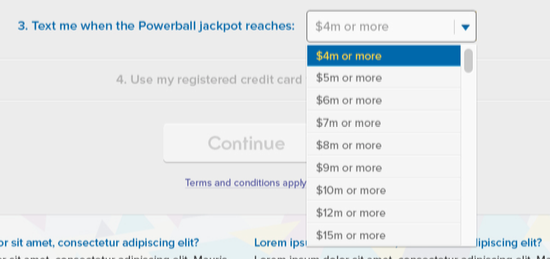 3. Text me when the Powerball jackpot reaches:
$4m or more
$4m or more
$5m or more
4. Use my registered credit card
$6m or more
$7m or more
$8m or more
Continue
$9m or more
Terms and conditions apply
$10m or more
$12m or more
$15m or more
or sit amet, consectetur adipiscing elit?
Lorem ips
lipiscing elit?